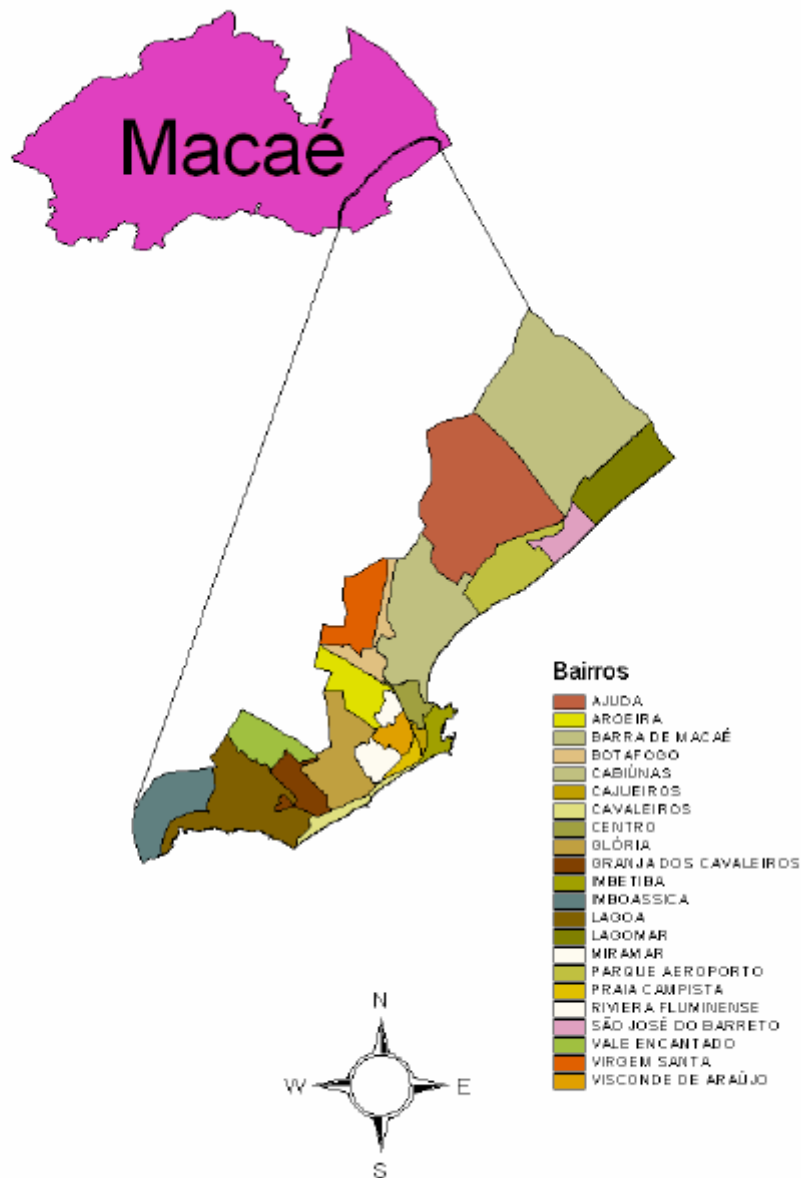 Macaé
Bairros
AJUDA
AROEIRA
BARRA DE MACAÉ
BOTAFOGO
CABIÚNAS
CAJUEIROS
CAVALEIROS
CENTRO
GLÓRIA
GRANJA DOS CAVALEIROS
IMBETIBA
IMBOASSICA
LAGOA
LAGOMAR
MIRAMAR
PARQUE AEROPORTO
PRAIA CAMPISTA
RIVIERA FLUMINENSE
SÃO JOSÉ DO BARRETO
VALE ENCANTADO
VIRGEM SANTA
VISCONDE DE ARAÚJO
N
W
E
S